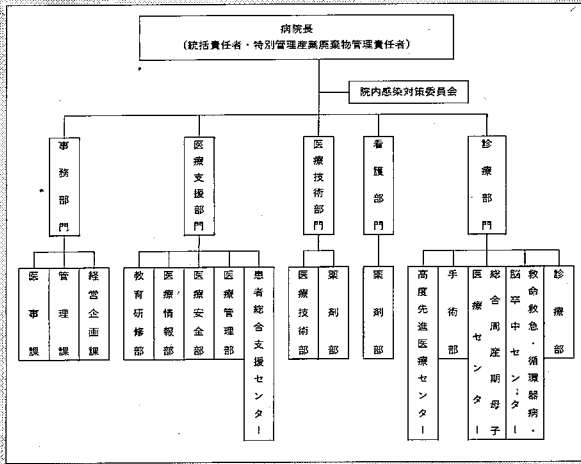 病院長
(統括責任者・特別管理産業廃棄物管理責任者)
院内感染対策委員会
事務部門
医療支援部門
医療技術部門
看護部門
診療部門
医事課
管理課
経営企画課
教育研修部
医療情報部
医療安全部
医療管理部
患者総合支援センター
医療技術部
薬剤部
薬剤部
高度先進医療センター
手術部
総合周産期母子
医療センター
救命救急・循環器病・
脳卒中センター
診療部